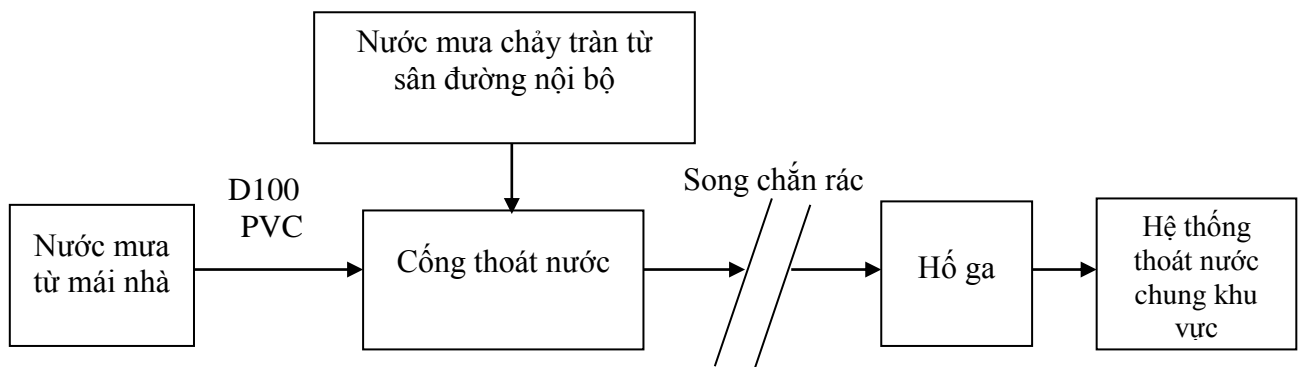 Nước mưa chảy tràn từ
sân đường nội bộ
Song chắn rác
D100
PVC
Nước mưa
từ mái nhà
Cống thoát nước
Hố ga
Hệ thống
thoát nước
chung khu
vực